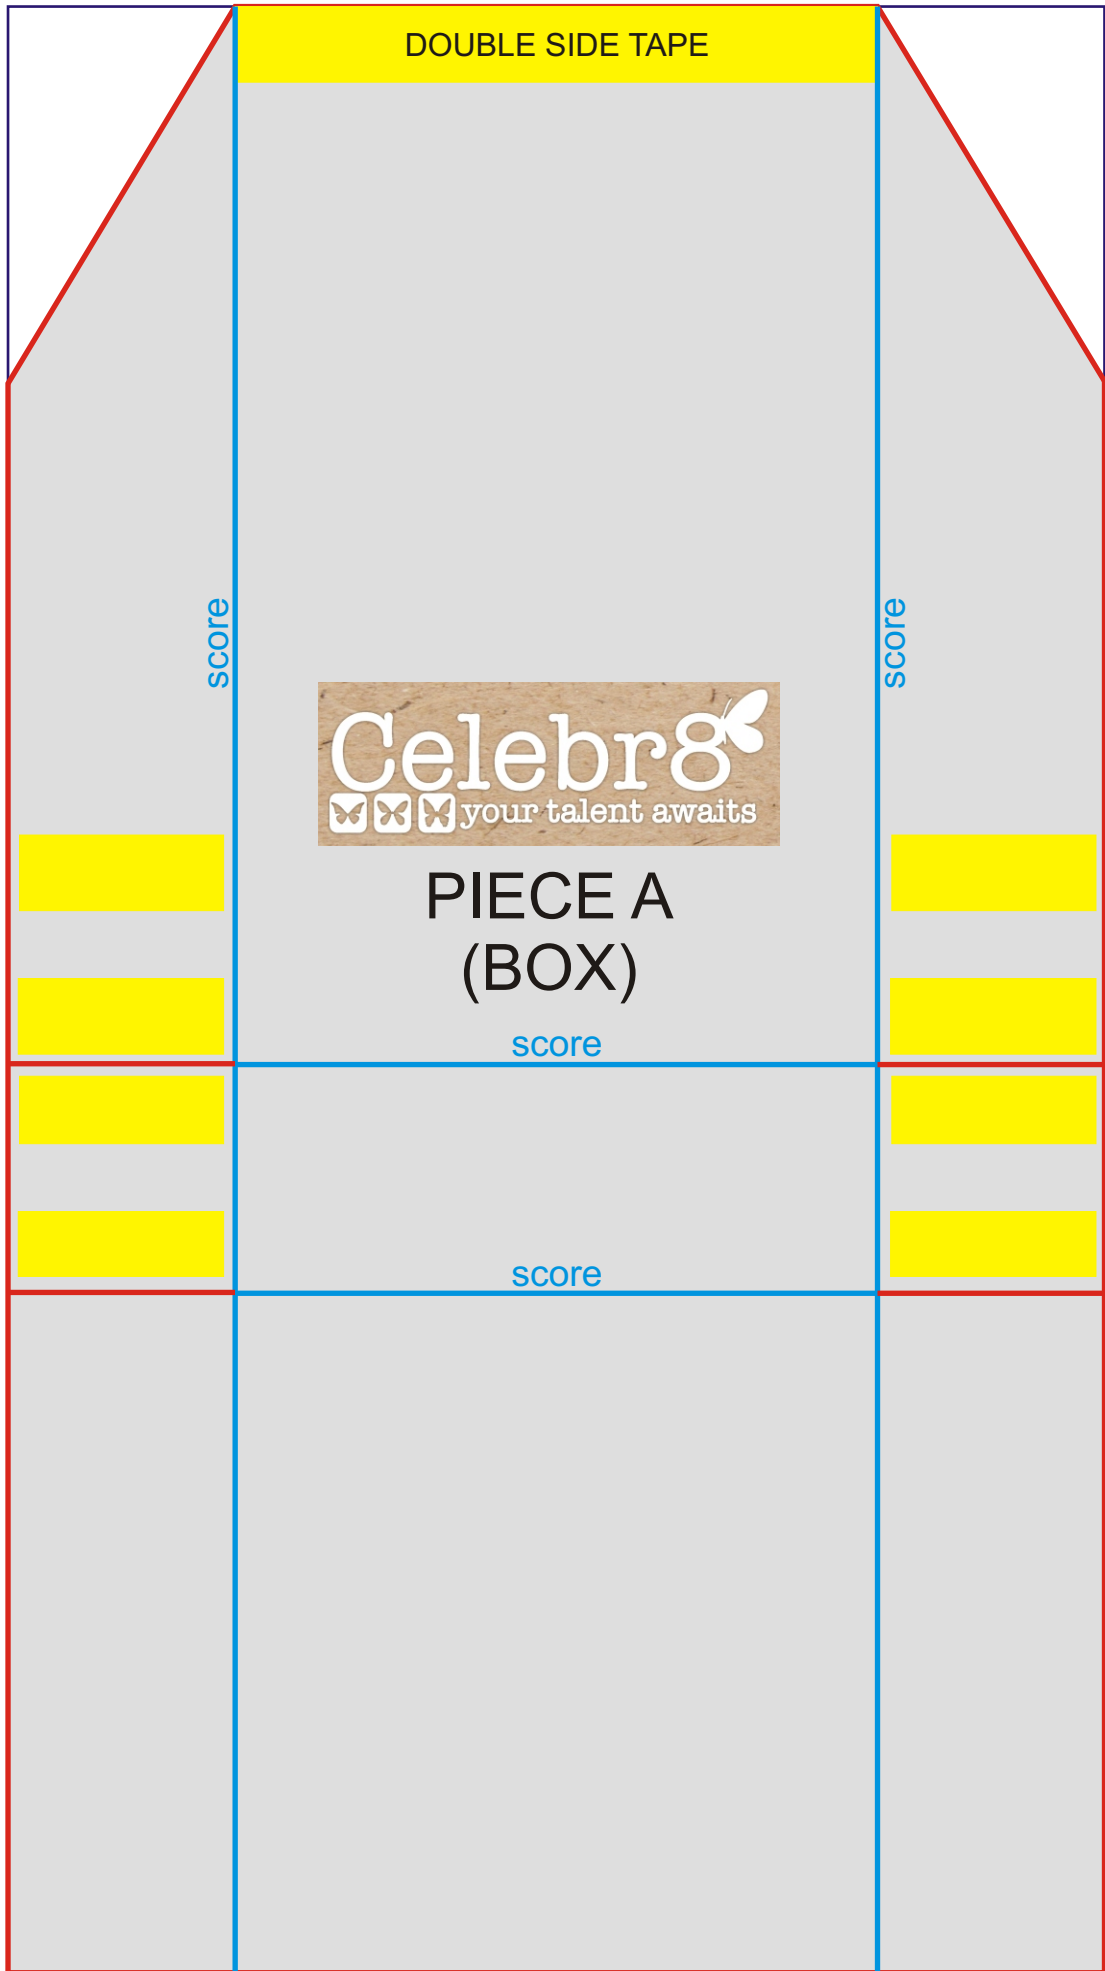 DOUBLE SIDE TAPE
score
score
Celebr8
your talent awaits
PIECE A
(BOX)
score
score